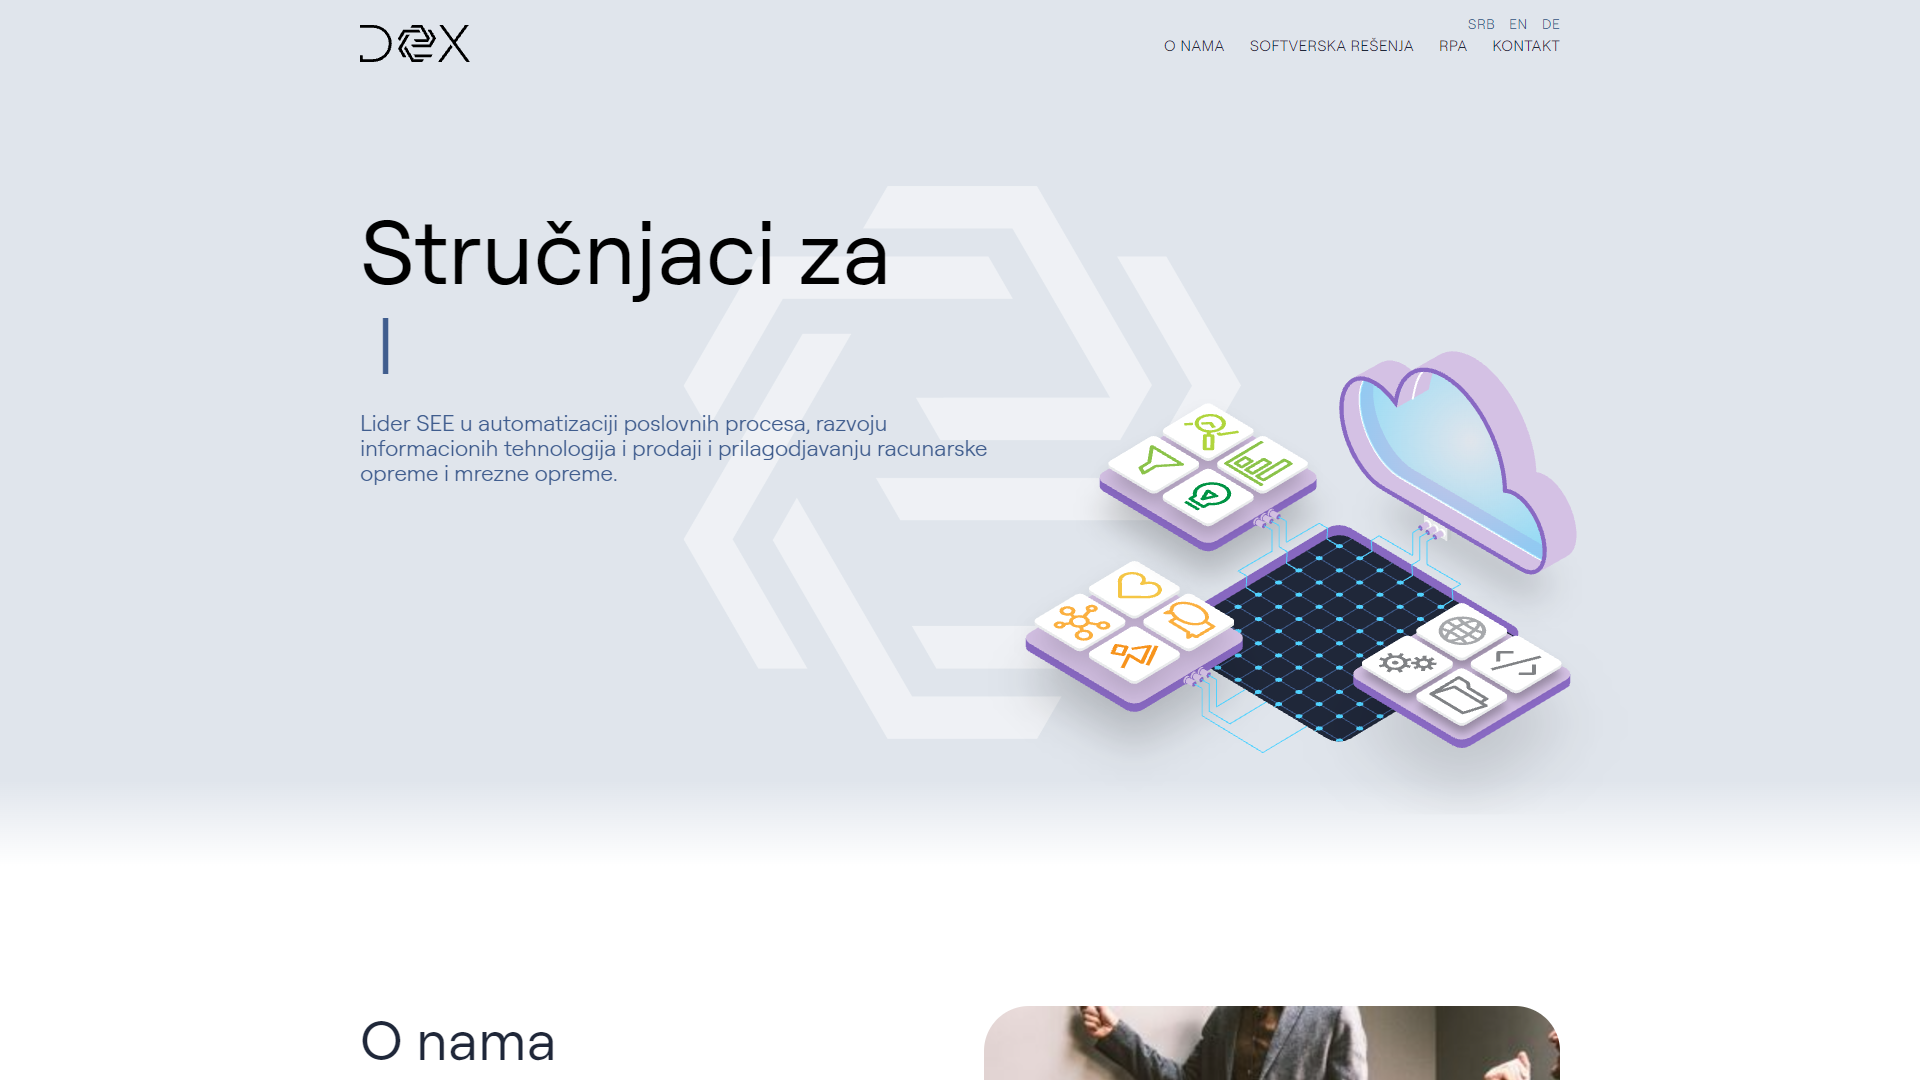 DEX
SRB EN DE
O NAMA SOFTVERSKA REŠENJA RPA KONTAKT
Stručnjaci za
Lider SEE u automatizaciji poslovnih procesa, razvoju
informacionih tehnologija i prodaji i prilagodjavanju racunarske
opreme i mrezne opreme.
O nama